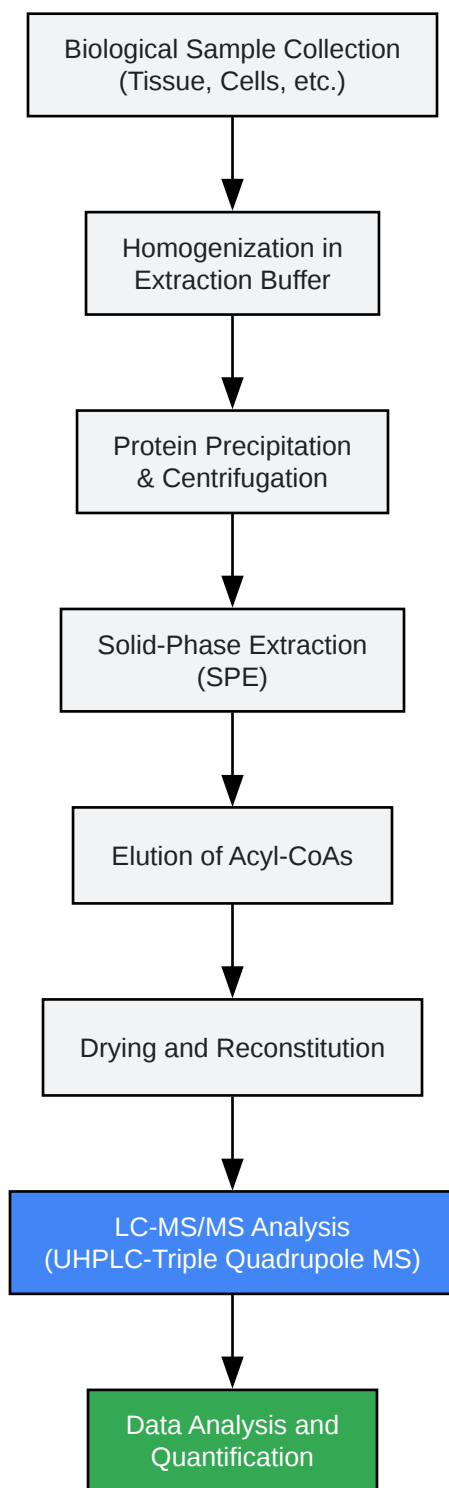 Biological Sample Collection
(Tissue, Cells, etc.)
Homogenization in
Extraction Buffer
Protein Precipitation
& Centrifugation
Solid-Phase Extraction
(SPE)
Elution of Acyl-CoAs
Drying and Reconstitution
LC-MS/MS Analysis
(UHPLC-Triple Quadrupole MS)
Data Analysis and
Quantification